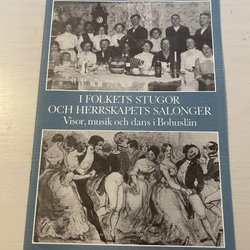 I FOLKETS STUGOR
OCH HERRSKAPETS SALONGER
Visor, musik och dans i Bohuslän